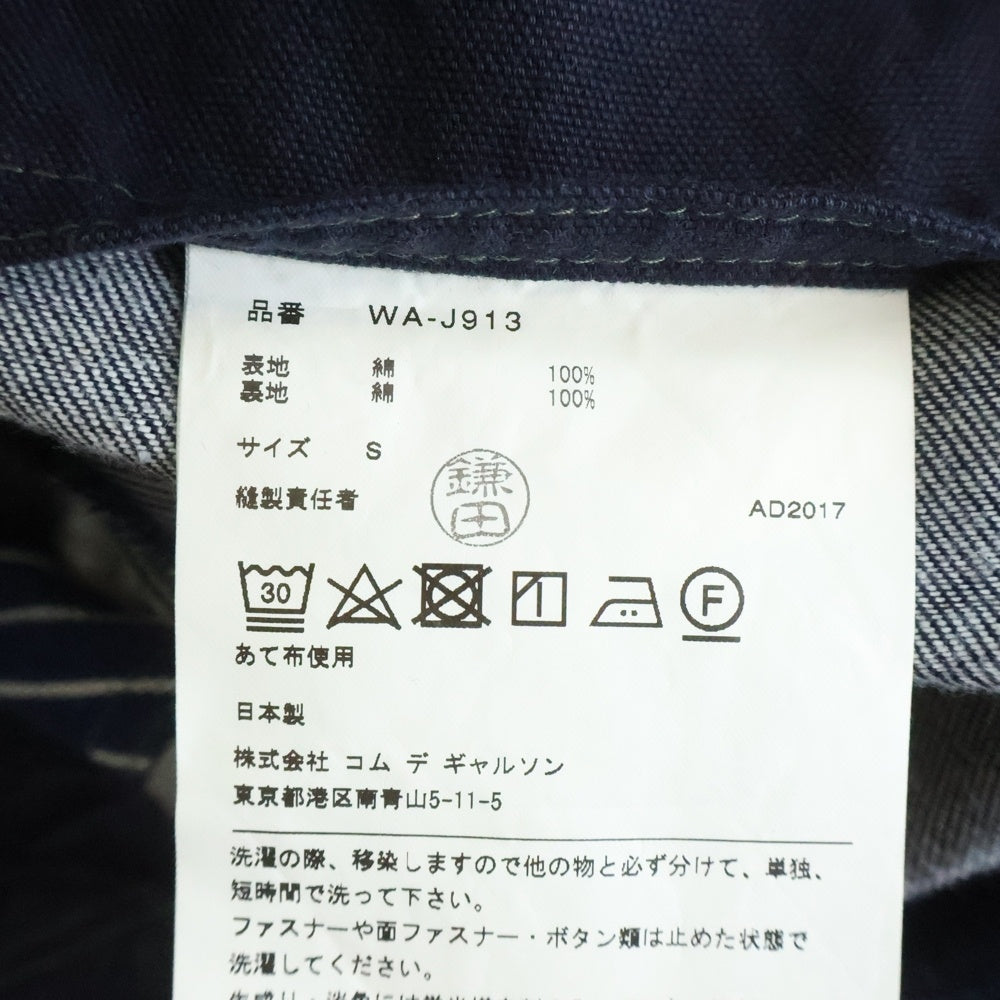 品番 WA-J913
表地 綿 100%
裏地 綿 100%
サイズ S
縫製責任者 鎌田 AD2017
30 F
あて布使用
日本製
株式会社 コム デ ギャルソン
東京都港区南青山5-11-5
洗濯の際、移染しますので他の物と必ず分けて、単独、
短時間で洗って下さい。
ファスナーや面ファスナー・ボタン類は止めた状態で
洗濯してください。